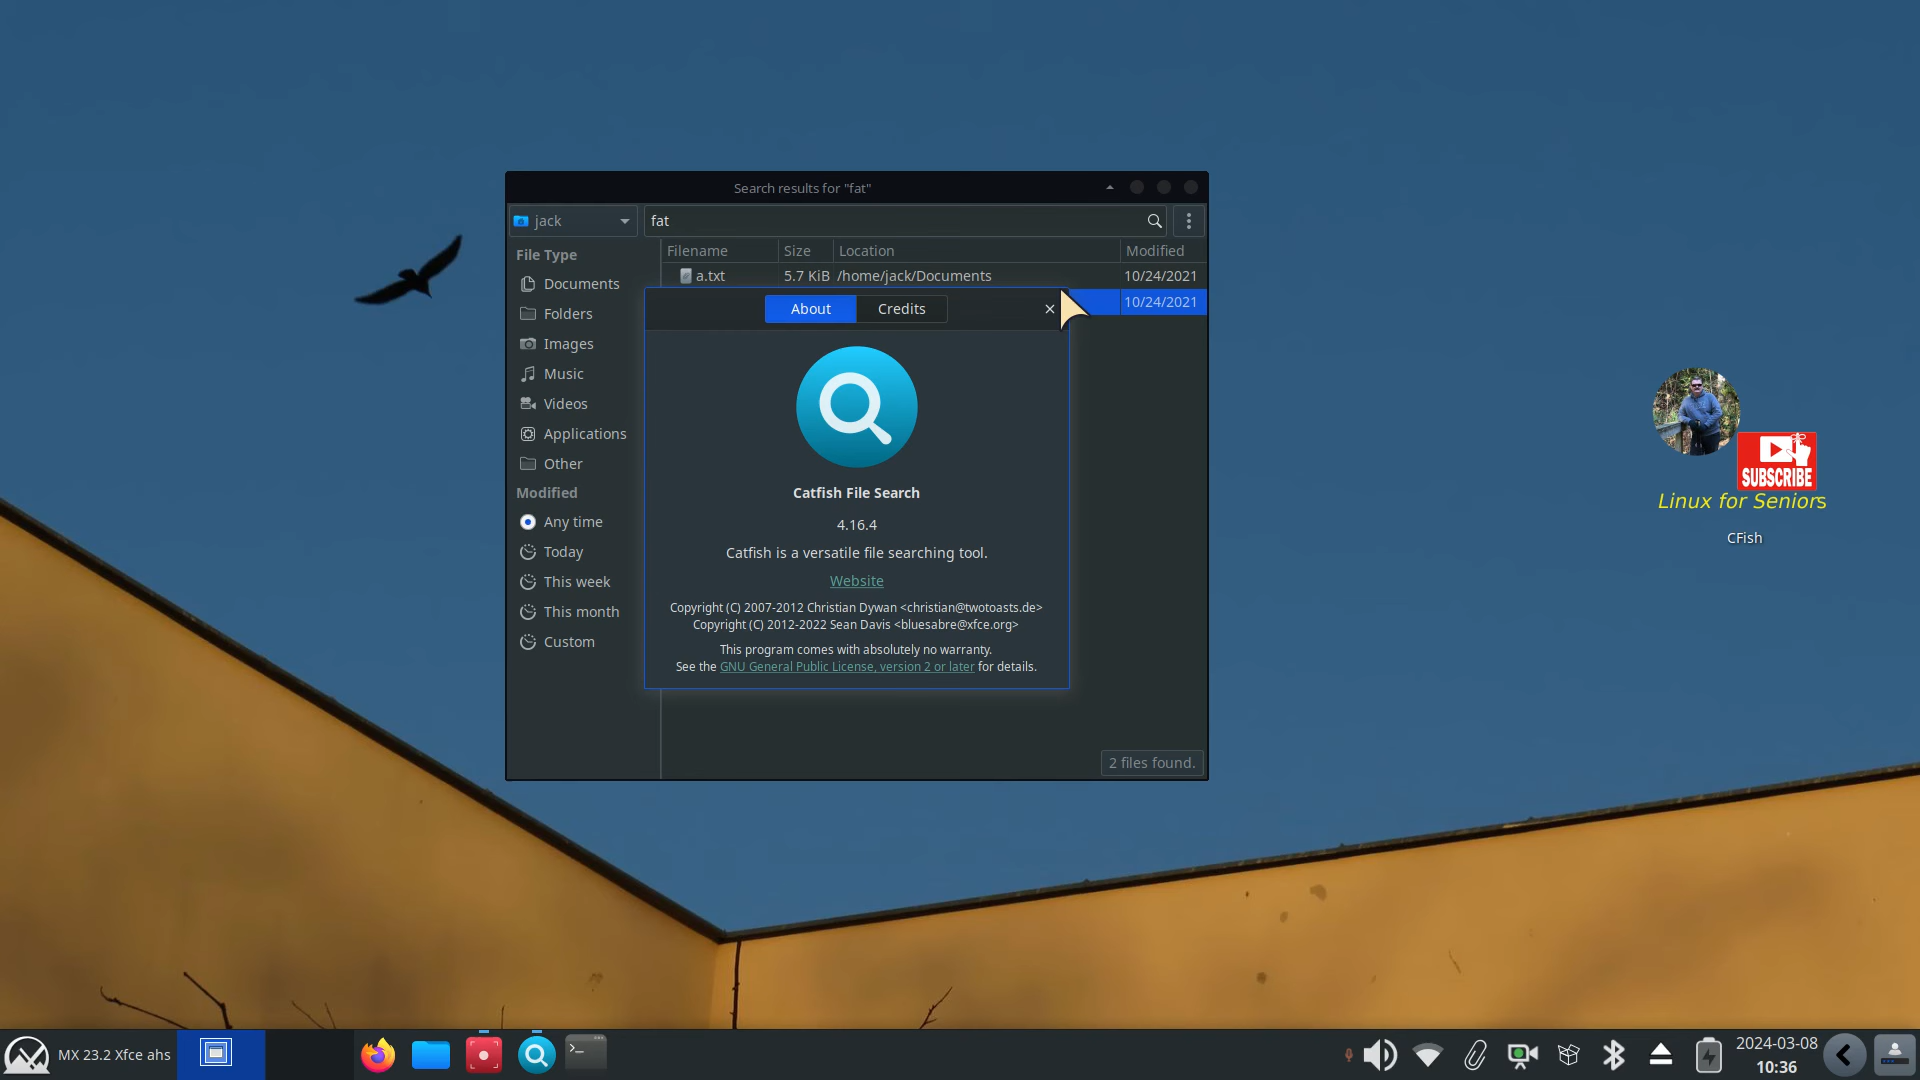 Search results for "fat"
jack
fat
File Type
Documents
Folders
Images
Music
Videos
Applications
Other
Modified
Any time
Today
This week
This month
Custom
Filename Size Location Modified
a.txt 5.7 KiB /home/jack/Documents 10/24/2021
10/24/2021
About Credits
Catfish File Search
4.16.4
Catfish is a versatile file searching tool.
Website
Copyright (C) 2007-2012 Christian Dywan <christian@twotoasts.de>
Copyright (C) 2012-2022 Sean Davis <bluesabre@xfce.org>
This program comes with absolutely no warranty.
See the GNU General Public License, version 2 or later for details.
2 files found.
SUBSCRIBE
Linux for Seniors
CFish
MX 23.2 Xfce ahs
2024-03-08
10:36